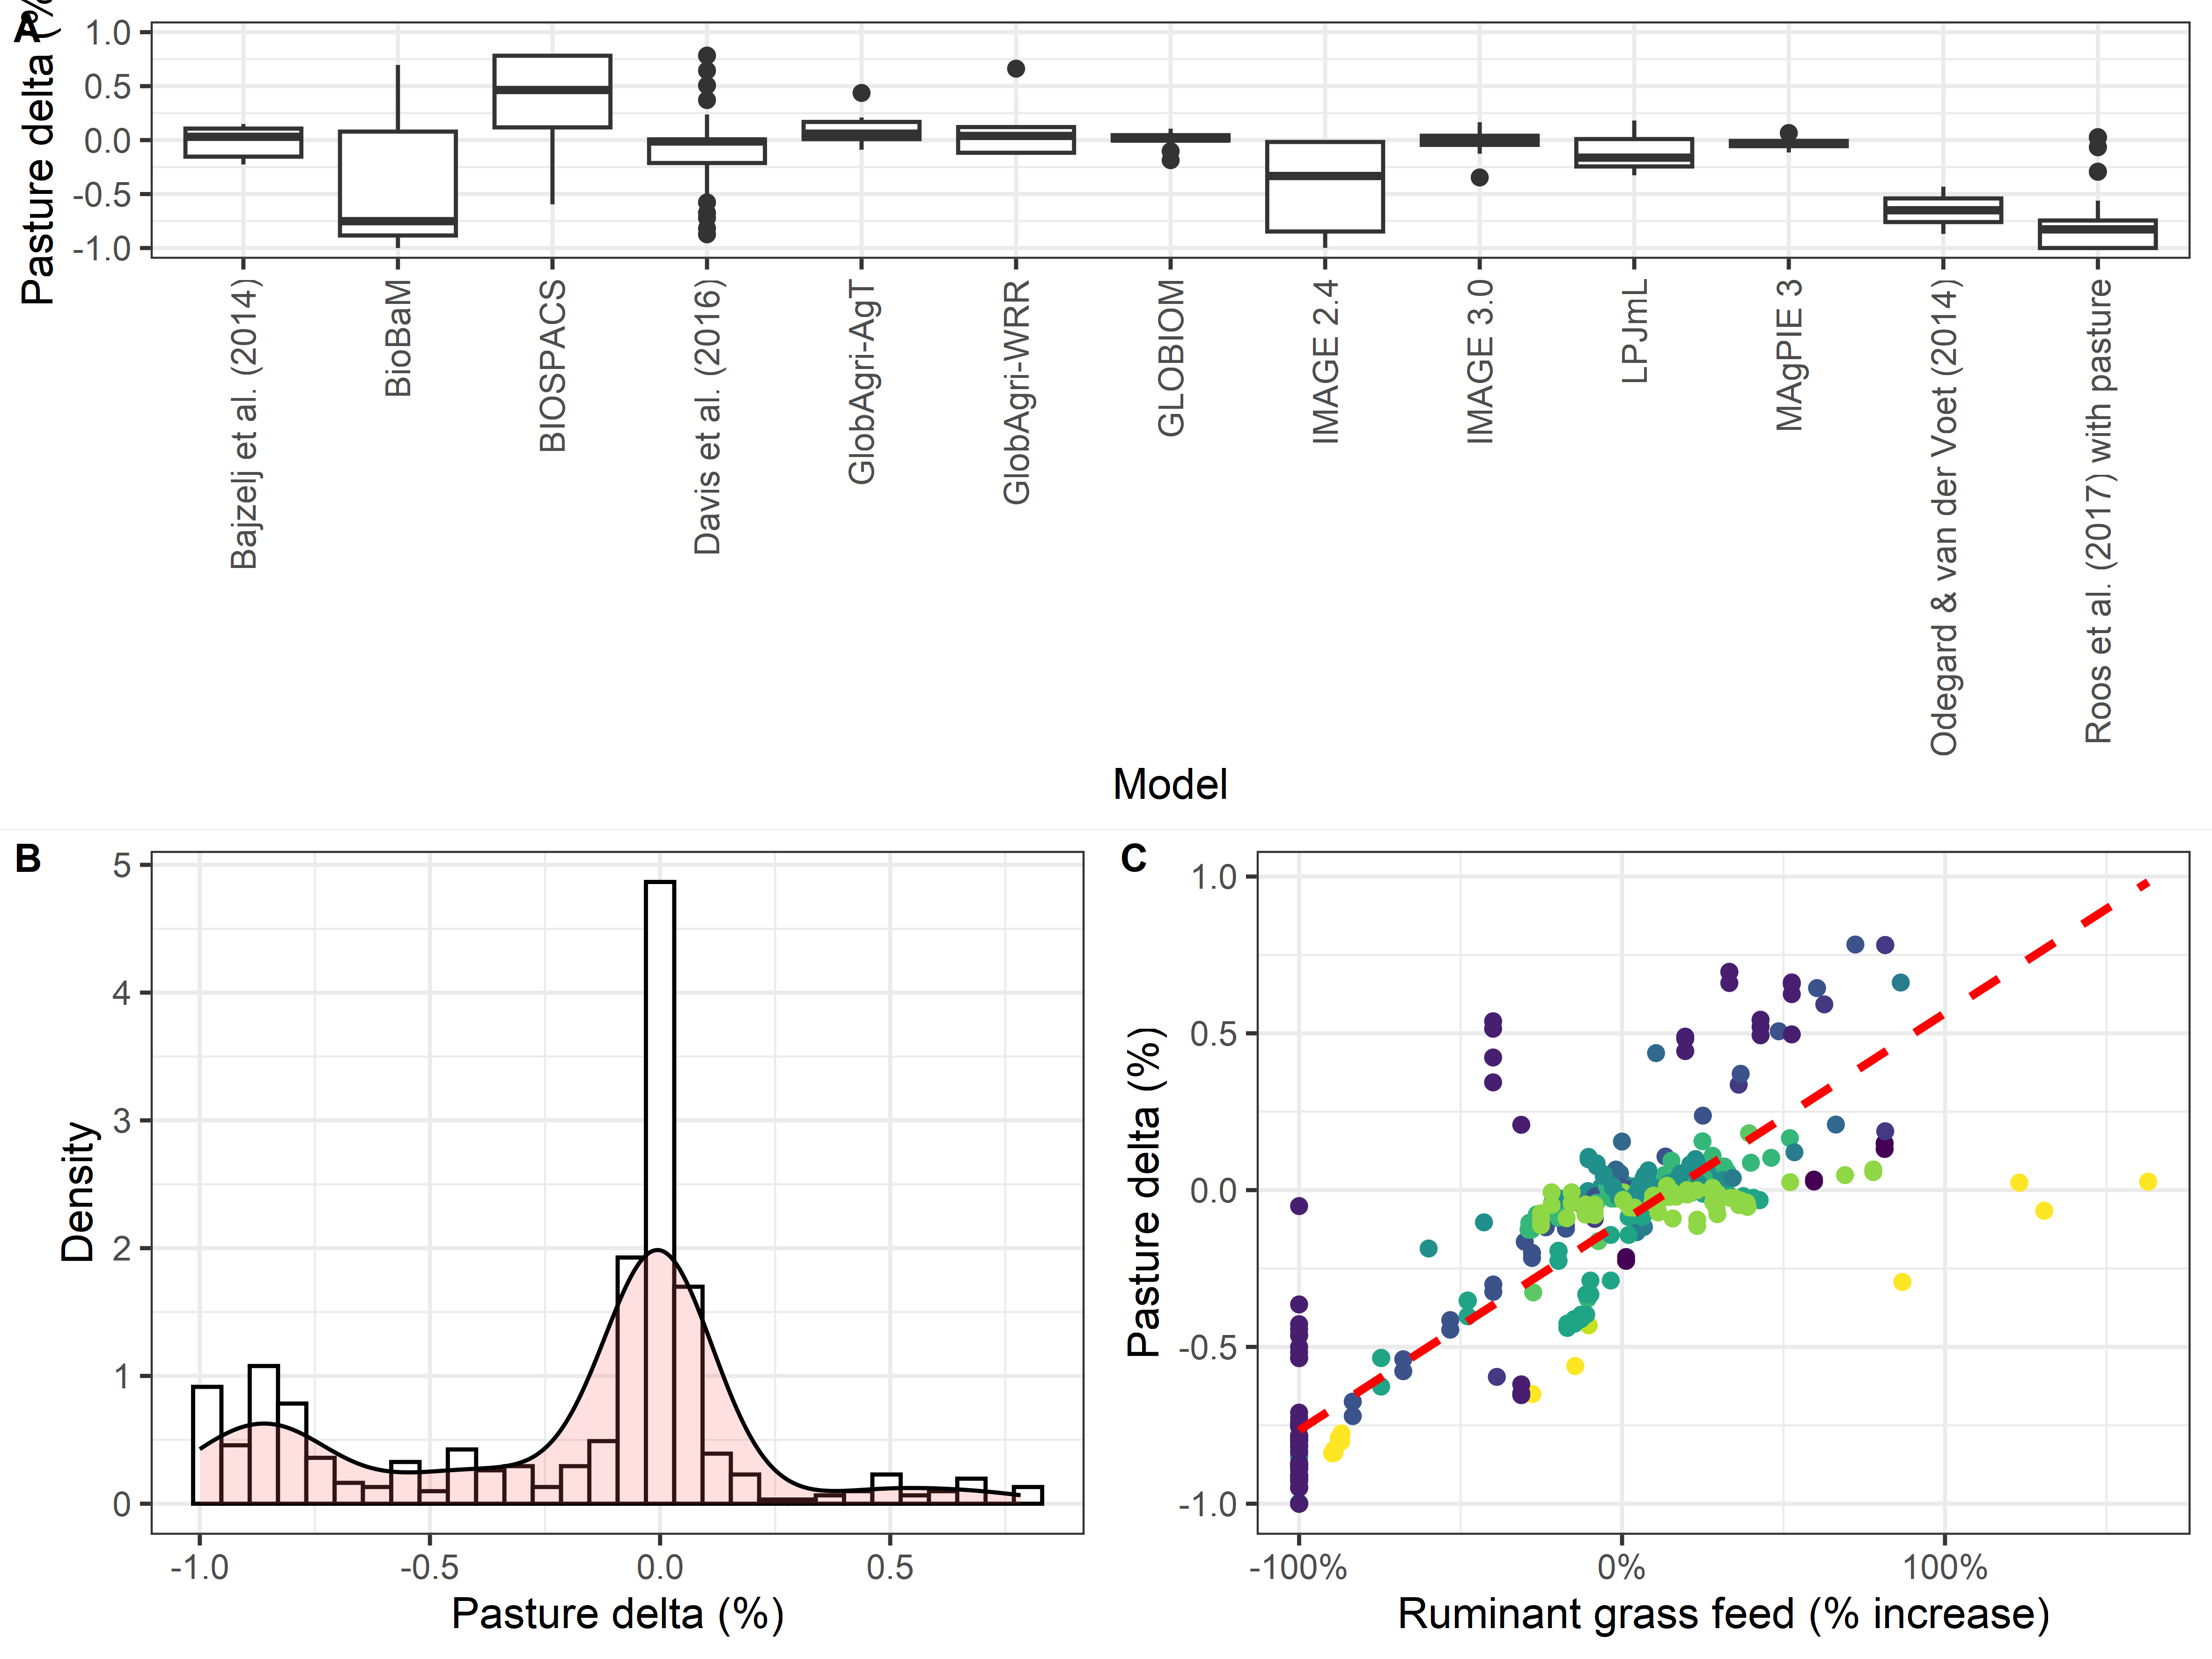 A
Pasture delta (%
1.0
0.5
0.0
-0.5
-1.0
Bajzelj et al. (2014)
BioBaM
BIOSPACS
Davis et al. (2016)
GlobAgri-AgT
GlobAgri-WRR
GLOBIOM
IMAGE 2.4
IMAGE 3.0
LPJmL
MAgPIE 3
Odegard & van der Voet (2014)
Roos et al. (2017) with pasture
Model
B
Density
5
4
3
2
1
0
-1.0
-0.5
0.0
0.5
Pasture delta (%)
C
Pasture delta (%)
1.0
0.5
0.0
-0.5
-1.0
-100%
0%
100%
Ruminant grass feed (% increase)